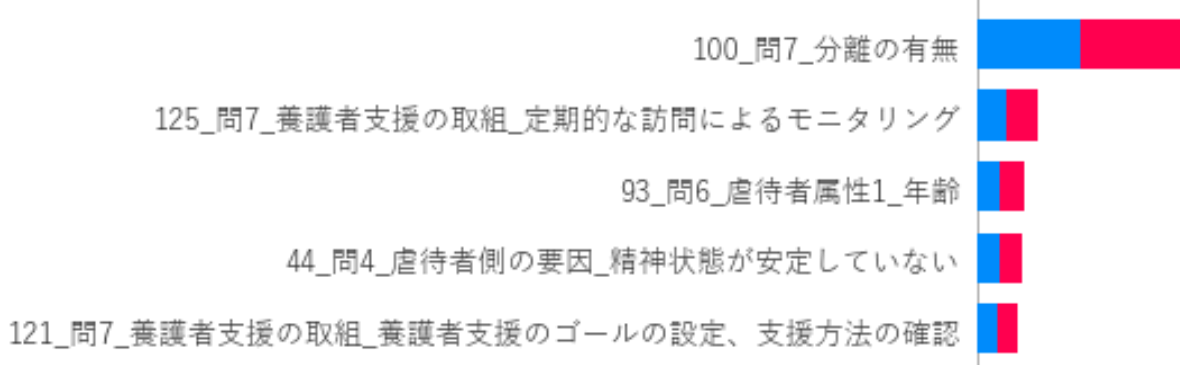 100_問7_分離の有無
125_問7_養護者支援の取組_定期的な訪問によるモニタリング
93_問6_虐待者属性1_年齢
44_問4_虐待者側の要因_精神状態が安定していない
121_問7_養護者支援の取組_養護者支援のゴールの設定、支援方法の確認